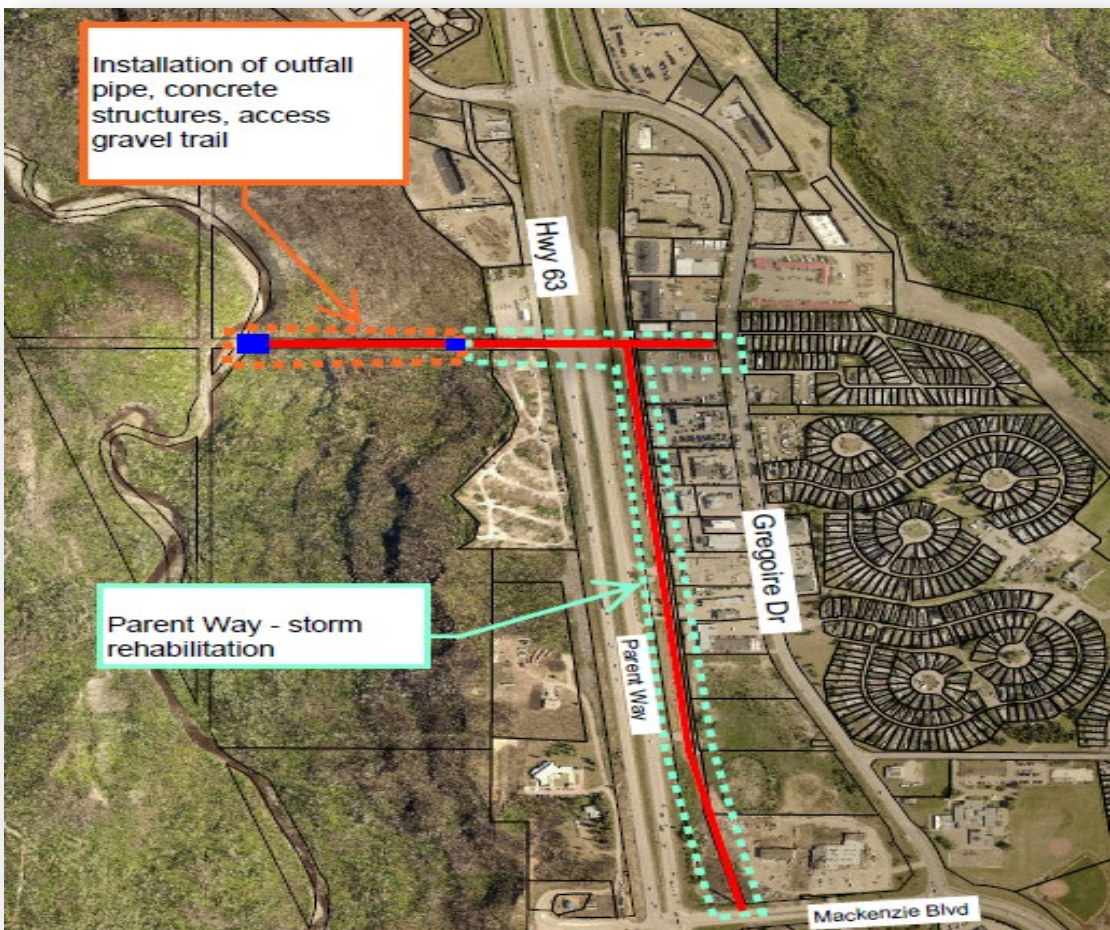 Installation of outfall
pipe, concrete
structures, access
gravel trail
Hwy 63
Gregoire Dr
Parent Way - storm
rehabilitation
Parent Way
Mackenzie Blvd